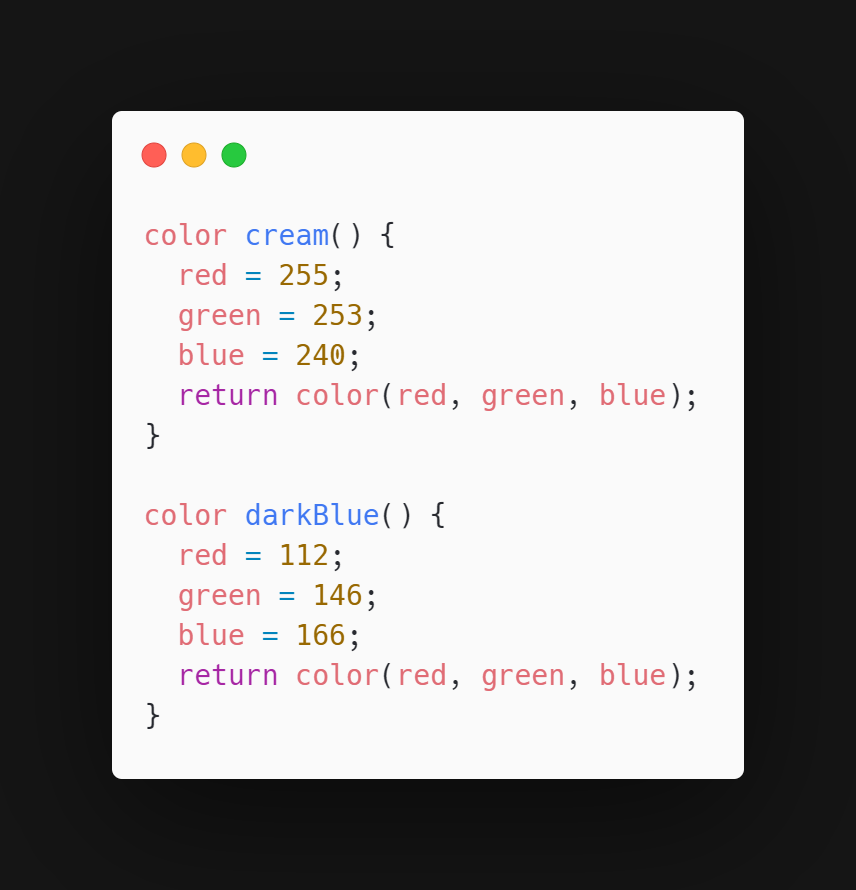 color cream() {
  red = 255;
  green = 253;
  blue = 240;
  return color(red, green, blue);
}

color darkBlue() {
  red = 112;
  green = 146;
  blue = 166;
  return color(red, green, blue);
}